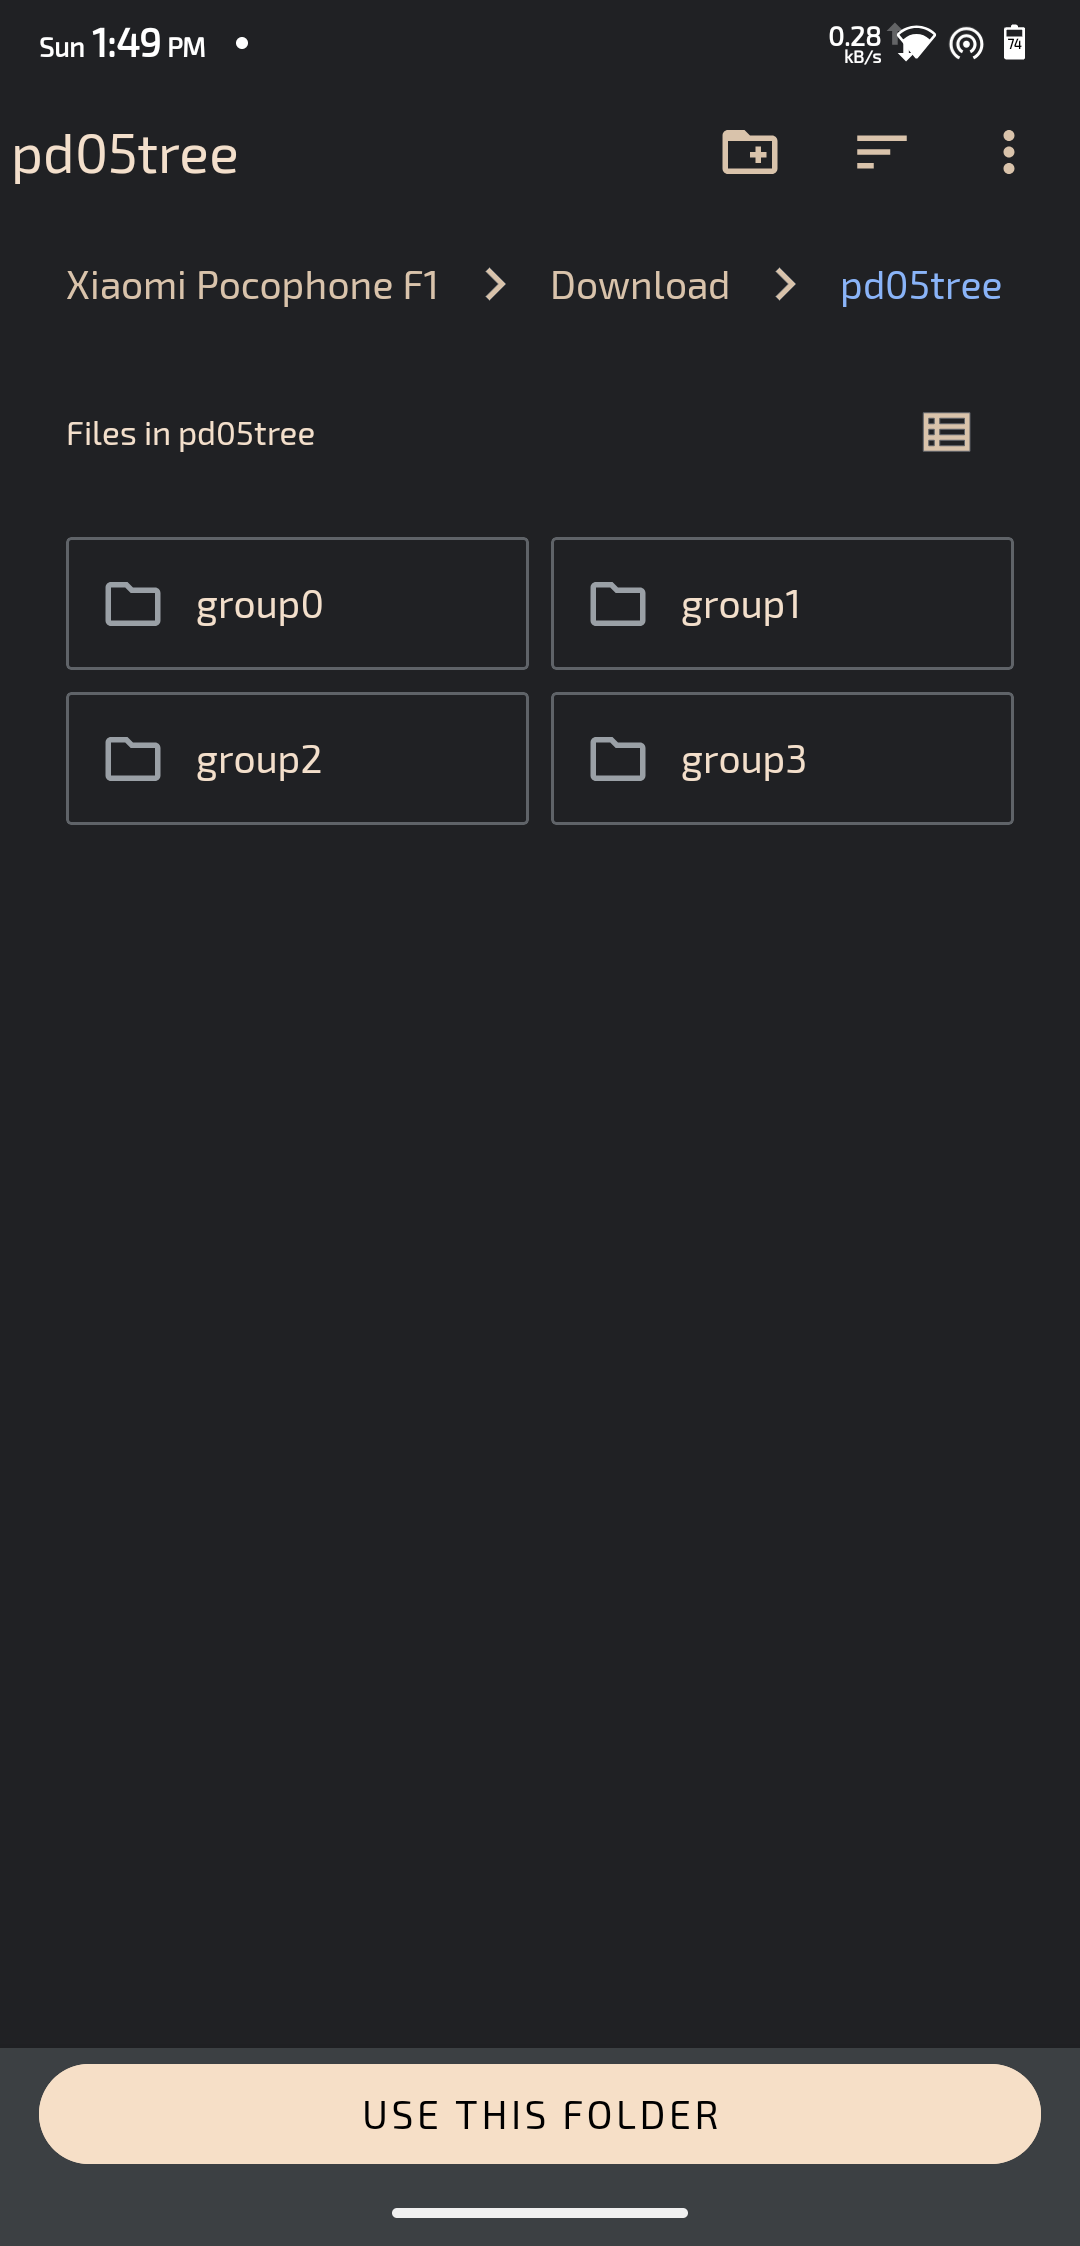 Sun 1:49 PM
0.28
kB/s
74
pd05tree
Xiaomi Pocophone F1 Download pd05tree
Files in pd05tree
group0 group1
group2 group3
USE THIS FOLDER